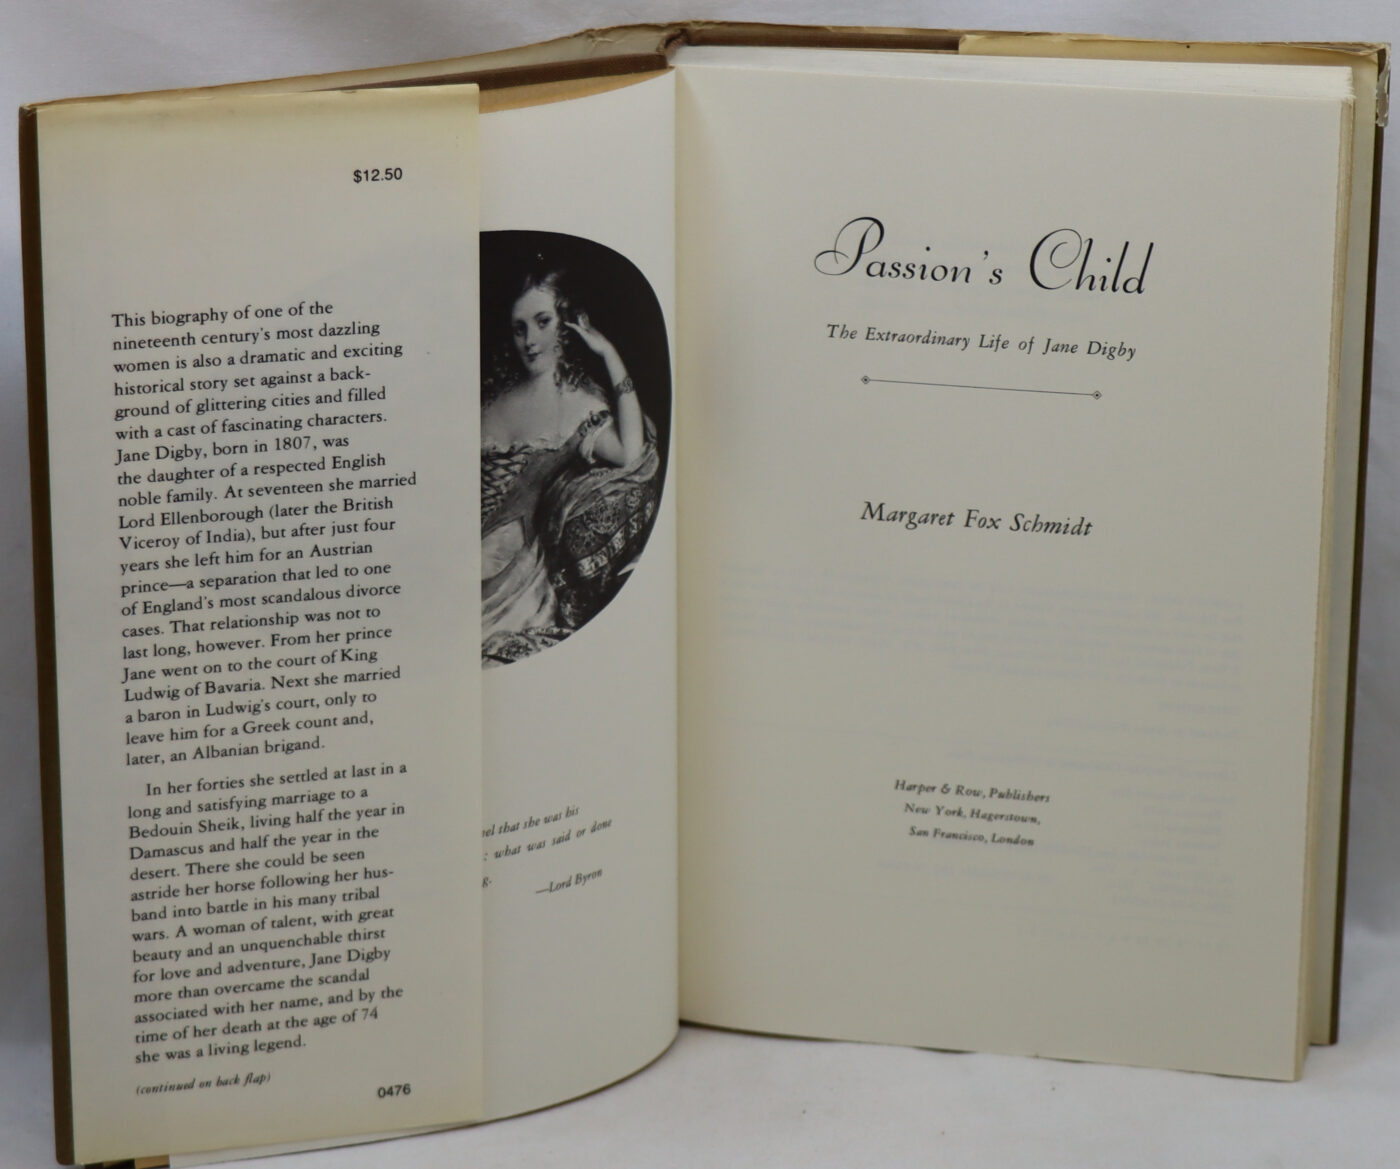 $12.50
This biography of one of the
nineteenth century's most dazzling
women is also a dramatic and exciting
historical story set against a back-
ground of glittering cities and filled
with a cast of fascinating characters.
Jane Digby, born in 1807, was
the daughter of a respected English
noble family. At seventeen she married
Lord Ellenborough (later the British
Viceroy of India), but after just four
years she left him for an Austrian
prince—a separation that led to one
of England's most scandalous divorce
cases. That relationship was not to
last long, however. From her prince
Jane went on to the court of King
Ludwig of Bavaria. Next she married
a baron in Ludwig's court, only to
leave him for a Greek count and,
later, an Albanian brigand.
In her forties she settled at last in a
long and satisfying marriage to a
Bedouin Sheik, living half the year in
Damascus and half the year in the
desert. There she could be seen
astride her horse following her hus-
band into battle in his many tribal
wars. A woman of talent, with great
beauty and an unquenchable thirst
for love and adventure, Jane Digby
more than overcame the scandal
associated with her name, and by the
time of her death at the age of 74
she was a living legend.
(continued on back flap)
0476
that she was his
: what was said or done
—Lord Byron
Passion's Child
The Extraordinary Life of Jane Digby
Margaret Fox Schmidt
Harper & Row, Publishers
New York, Hagerstown,
San Francisco, London